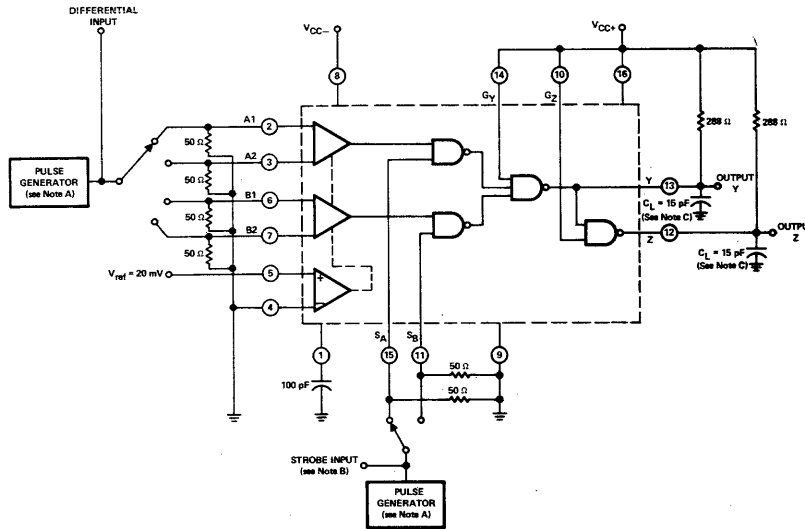 DIFFERENTIAL
INPUT
VCC−
VCC+
8
14
10
16
GY
GZ
A1
2
50 Ω
A2
3
50 Ω
B1
6
50 Ω
B2
7
50 Ω
PULSE
GENERATOR
(see Note A)
288 Ω
288 Ω
Y
13
OUTPUT
Y
CL = 15 pF
(See Note C)
Z
12
OUTPU
Z
CL = 15 pF
(See Note C)
Vref = 20 mV
5
+
−
4
SA
SB
1
15
11
9
100 pF
50 Ω
50 Ω
STROBE INPUT
(see Note B)
PULSE
GENERATOR
(see Note A)